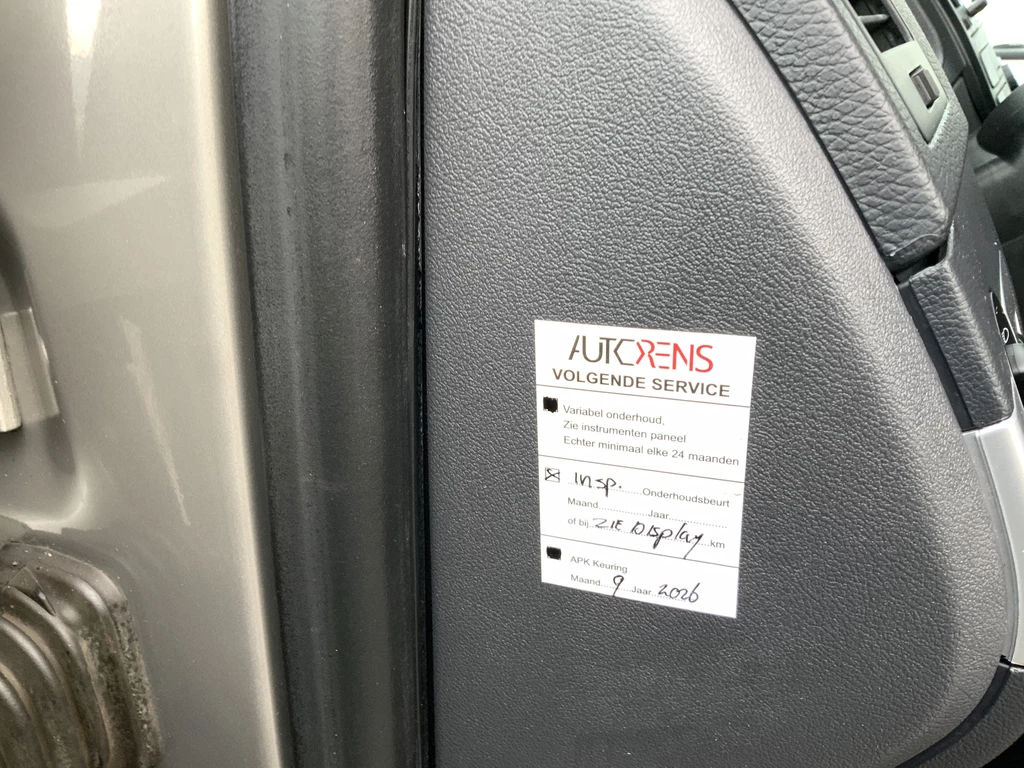 AUTORENS
VOLGENDE SERVICE
Variabel onderhoud,
Zie instrumenten paneel
Echter minimaal elke 24 maanden
insp.......Onderhoudsbeurt
Maand..............Jaar................
of bij ZIE DISplay...km
APK Keuring
Maand....9....Jaar...2026